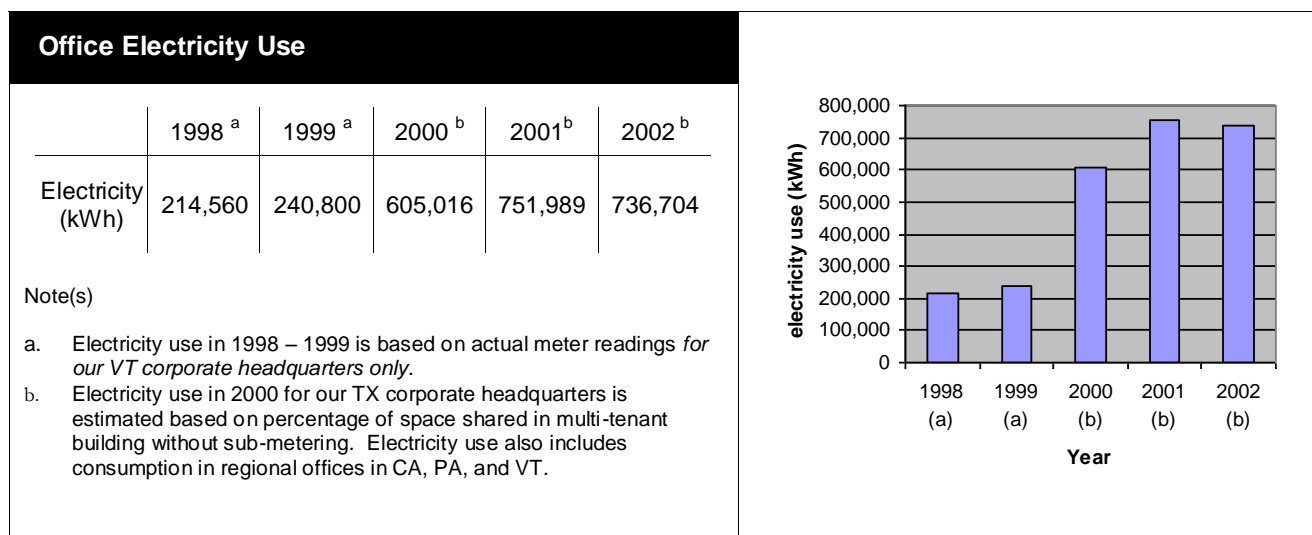 Office Electricity Use
1998 a 1999 a 2000 b 2001 b 2002 b
Electricity
(kWh) 214,560 240,800 605,016 751,989 736,704
Note(s)
a. Electricity use in 1998 – 1999 is based on actual meter readings for
our VT corporate headquarters only.
b. Electricity use in 2000 for our TX corporate headquarters is
estimated based on percentage of space shared in multi-tenant
building without sub-metering. Electricity use also includes
consumption in regional offices in CA, PA, and VT.
electricity use (kWh)
800,000
700,000
600,000
500,000
400,000
300,000
200,000
100,000
0
1998 1999 2000 2001 2002
(a) (a) (b) (b) (b)
Year